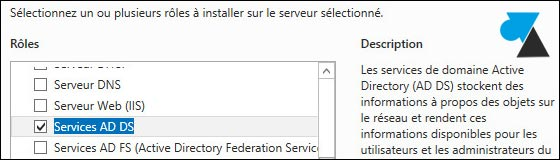 Sélectionnez un ou plusieurs rôles à installer sur le serveur sélectionné.
Rôles
Serveur DNS
Serveur Web (IIS)
Services AD DS
Services AD FS (Active Directory Federation Service
Description
Les services de domaine Active
Directory (AD DS) stockent des
informations à propos des objets sur
le réseau et rendent ces
informations disponibles pour les
utilisateurs et les administrateurs du